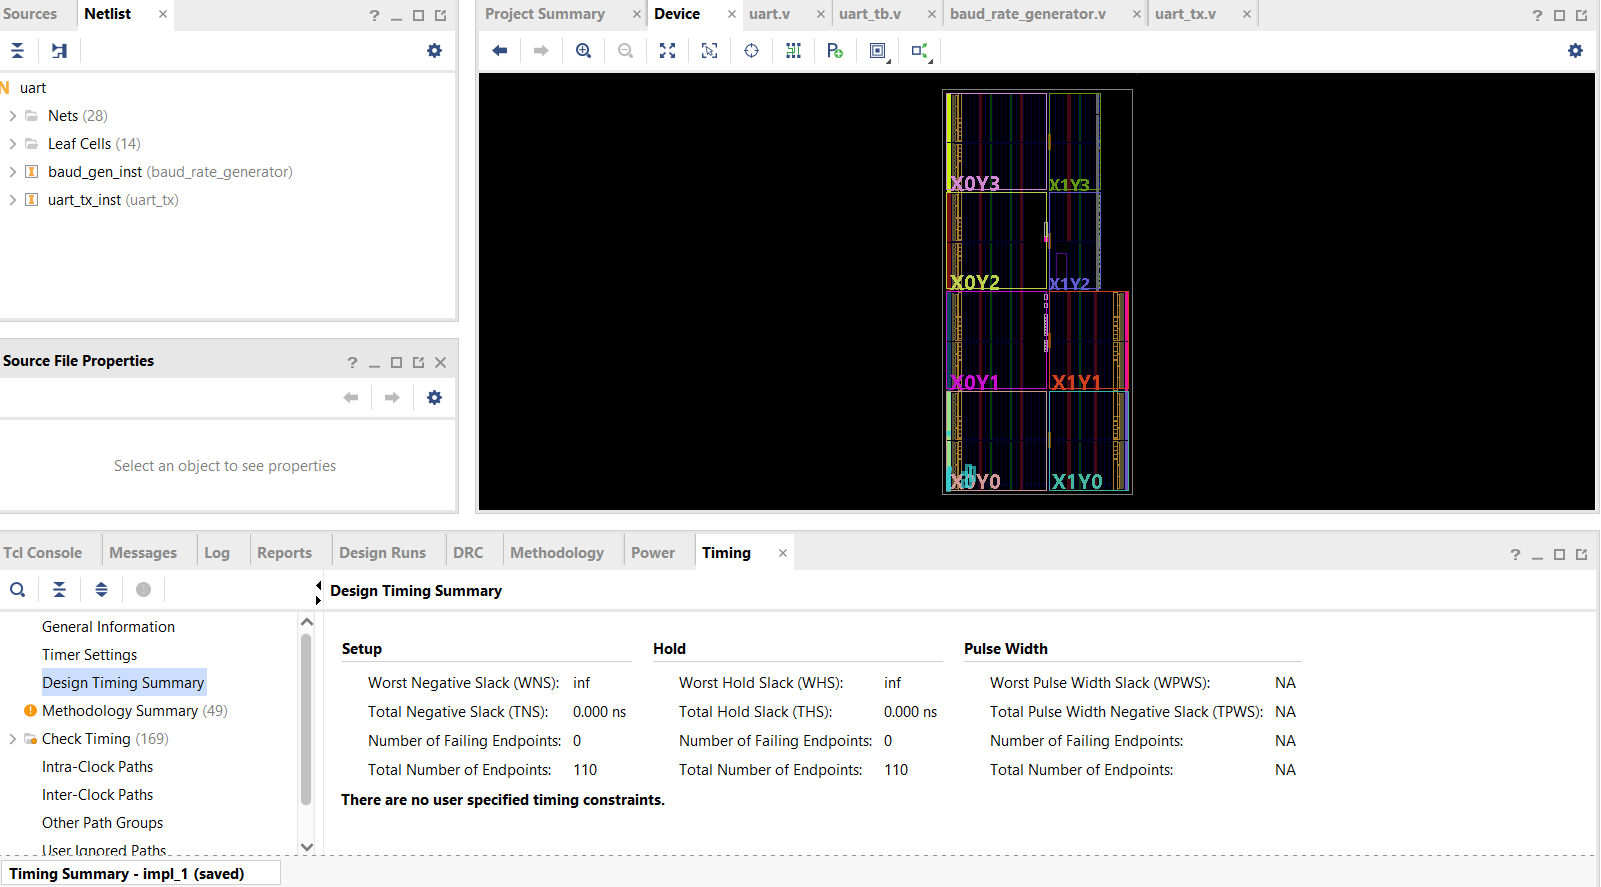 Sources
Netlist
uart
Nets (28)
Leaf Cells (14)
baud_gen_inst (baud_rate_generator)
uart_tx_inst (uart_tx)
Source File Properties
Select an object to see properties
Project Summary
Device
uart.v
uart_tb.v
baud_rate_generator.v
uart_tx.v
X0Y3
X1Y3
X0Y2
X1Y2
X0Y1
X1Y1
X0Y0
X1Y0
Tcl Console
Messages
Log
Reports
Design Runs
DRC
Methodology
Power
Timing
General Information
Timer Settings
Design Timing Summary
Methodology Summary (49)
Check Timing (169)
Intra-Clock Paths
Inter-Clock Paths
Other Path Groups
User Ignored Paths
Design Timing Summary
Setup
Worst Negative Slack (WNS): inf
Total Negative Slack (TNS): 0.000 ns
Number of Failing Endpoints: 0
Total Number of Endpoints: 110
Hold
Worst Hold Slack (WHS): inf
Total Hold Slack (THS): 0.000 ns
Number of Failing Endpoints: 0
Total Number of Endpoints: 110
Pulse Width
Worst Pulse Width Slack (WPWS): NA
Total Pulse Width Negative Slack (TPWS): NA
Number of Failing Endpoints: NA
Total Number of Endpoints: NA
There are no user specified timing constraints.
Timing Summary - impl_1 (saved)